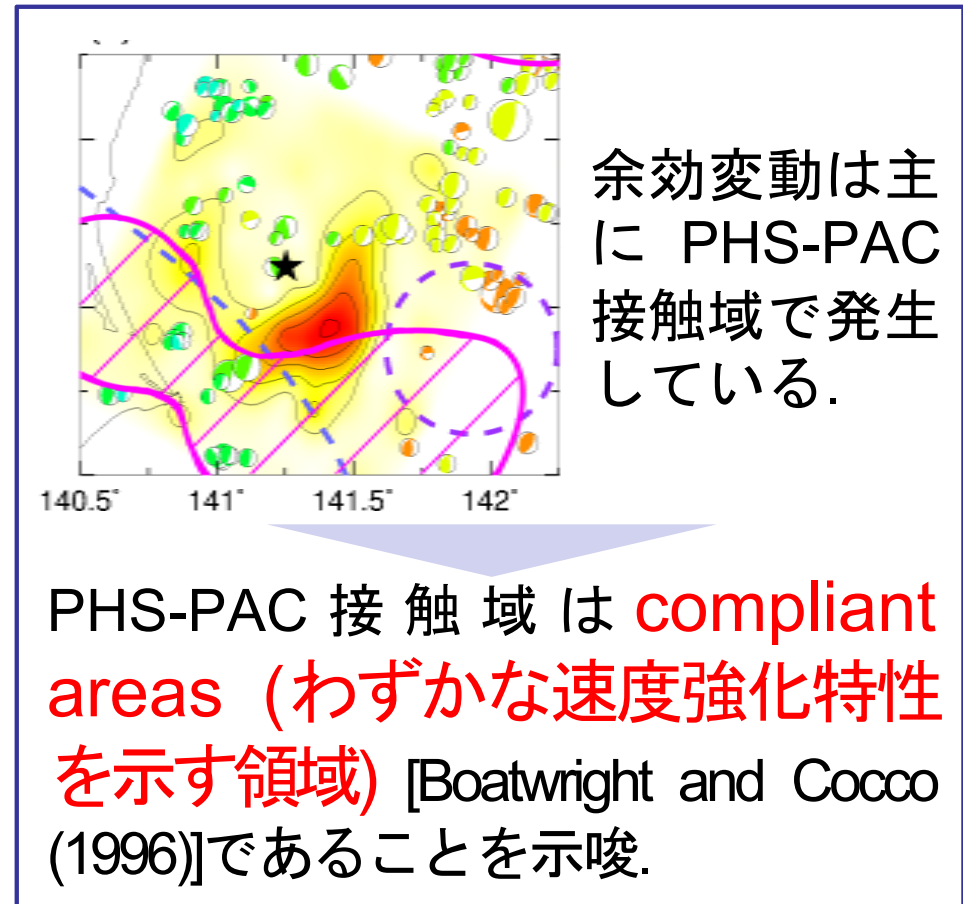 余効変動は主
に PHS-PAC
接触域で発生
している.
140.5° 141° 141.5° 142°
PHS-PAC 接触域は compliant
areas (わずかな速度強化特性
を示す領域) [Boatwright and Cocco
(1996)]であることを示唆.